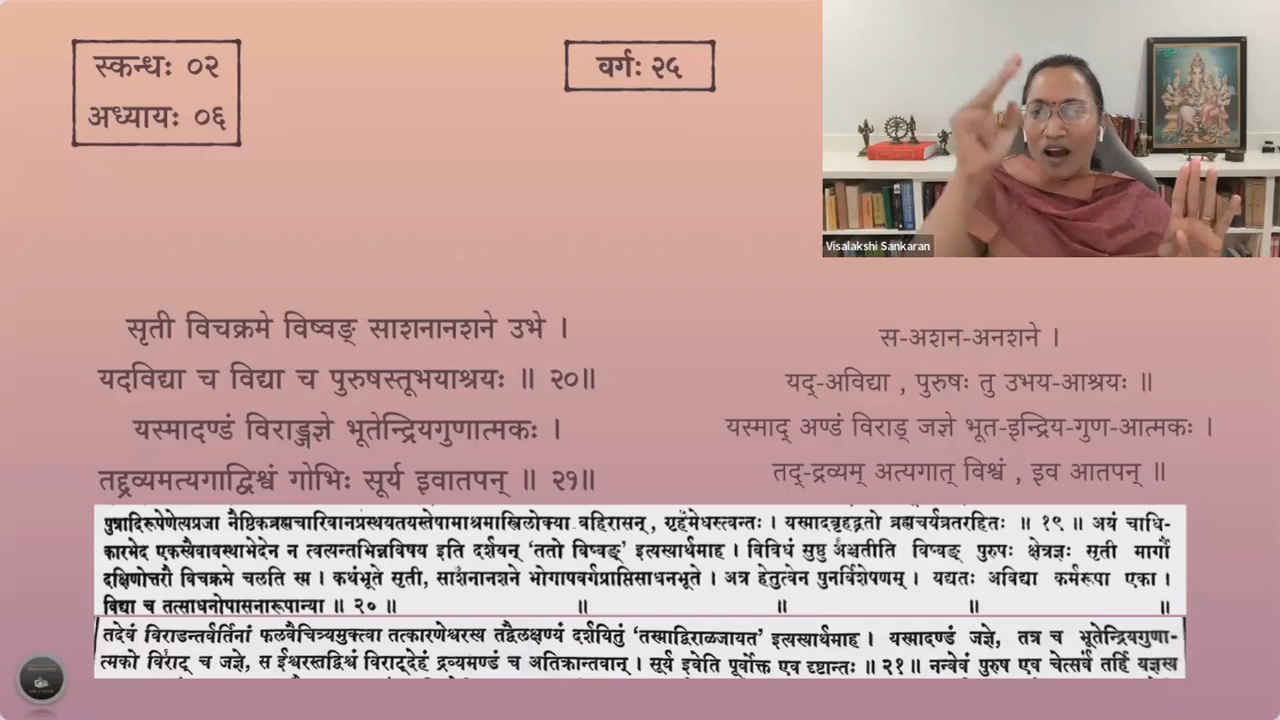 स्कन्धः ०२
अध्यायः ०६
वर्गः २५
Visalakshi Sankaran
सृती विचक्रमे विष्वङ् साशनानशने उभे ।
यदविद्या च विद्या च पुरुषस्तूभयाश्रयः ॥ २०॥
यस्मादण्डं विराड्जज्ञे भूतेन्द्रियगुणात्मकः ।
तद्द्रव्यमत्यगाद्विश्वं गोभिः सूर्य इवातपन् ॥ २१॥
स-अशन-अनशने ।
यद्-अविद्या , पुरुषः तु उभय-आश्रयः ॥
यस्माद् अण्डं विराड् जज्ञे भूत-इन्द्रिय-गुण-आत्मकः ।
तद्-द्रव्यम् अत्यगात् विश्वं , इव आतपन् ॥
पुत्रादिरूपेणेत्यप्रजा नैष्ठिकब्रह्मचारिवानप्रस्थयतयस्तेषामाश्रमास्त्रिलोक्या बहिरासन् , गृहमेधस्त्वन्तः । यस्मादबृहद्व्रतो ब्रह्मचर्यव्रतरहितः ॥ १९ ॥ अयं चाधि-
कारभेद एकस्यैवावस्थाभेदेन न त्वत्यन्तभिन्नविषय इति दर्शयन् 'ततो विष्वङ्' इत्यस्यार्थमाह । विविधं सुष्ठु अञ्चतीति विष्वङ् पुरुषः क्षेत्रज्ञः सृती मार्गौ
दक्षिणोत्तरौ विचक्रमे चलति स्म । कथंभूते सृती, साशनानशने भोगापवर्गप्राप्तिसाधनभूते । अत्र हेतुत्वेन पुनर्विशेषणम् । यद्यतः अविद्या कर्मरूपा एका ।
विद्या च तत्साधनोपासनारूपान्या ॥ २० ॥ ॥ ॥ ॥ ॥
तदेवं विराडन्तर्वर्तिनां फलवैचित्र्यमुक्त्वा तत्कारणेश्वरस्य तद्वैलक्षण्यं दर्शयितुं 'तस्माद्विराळजायत' इत्यस्यार्थमाह । यस्मादण्डं जज्ञे, तत्र च भूतेन्द्रियगुणा-
त्मको विराट् च जज्ञे, स ईश्वरस्तद्विश्वं विराट्देहं द्रव्यमण्डं च अतिक्रान्तवान् । सूर्य इवेति पूर्वोक्त एव दृष्टान्तः ॥ २१ ॥ नन्वेवं पुरुष एव चेत्सर्वं तर्हि यज्ञस्य